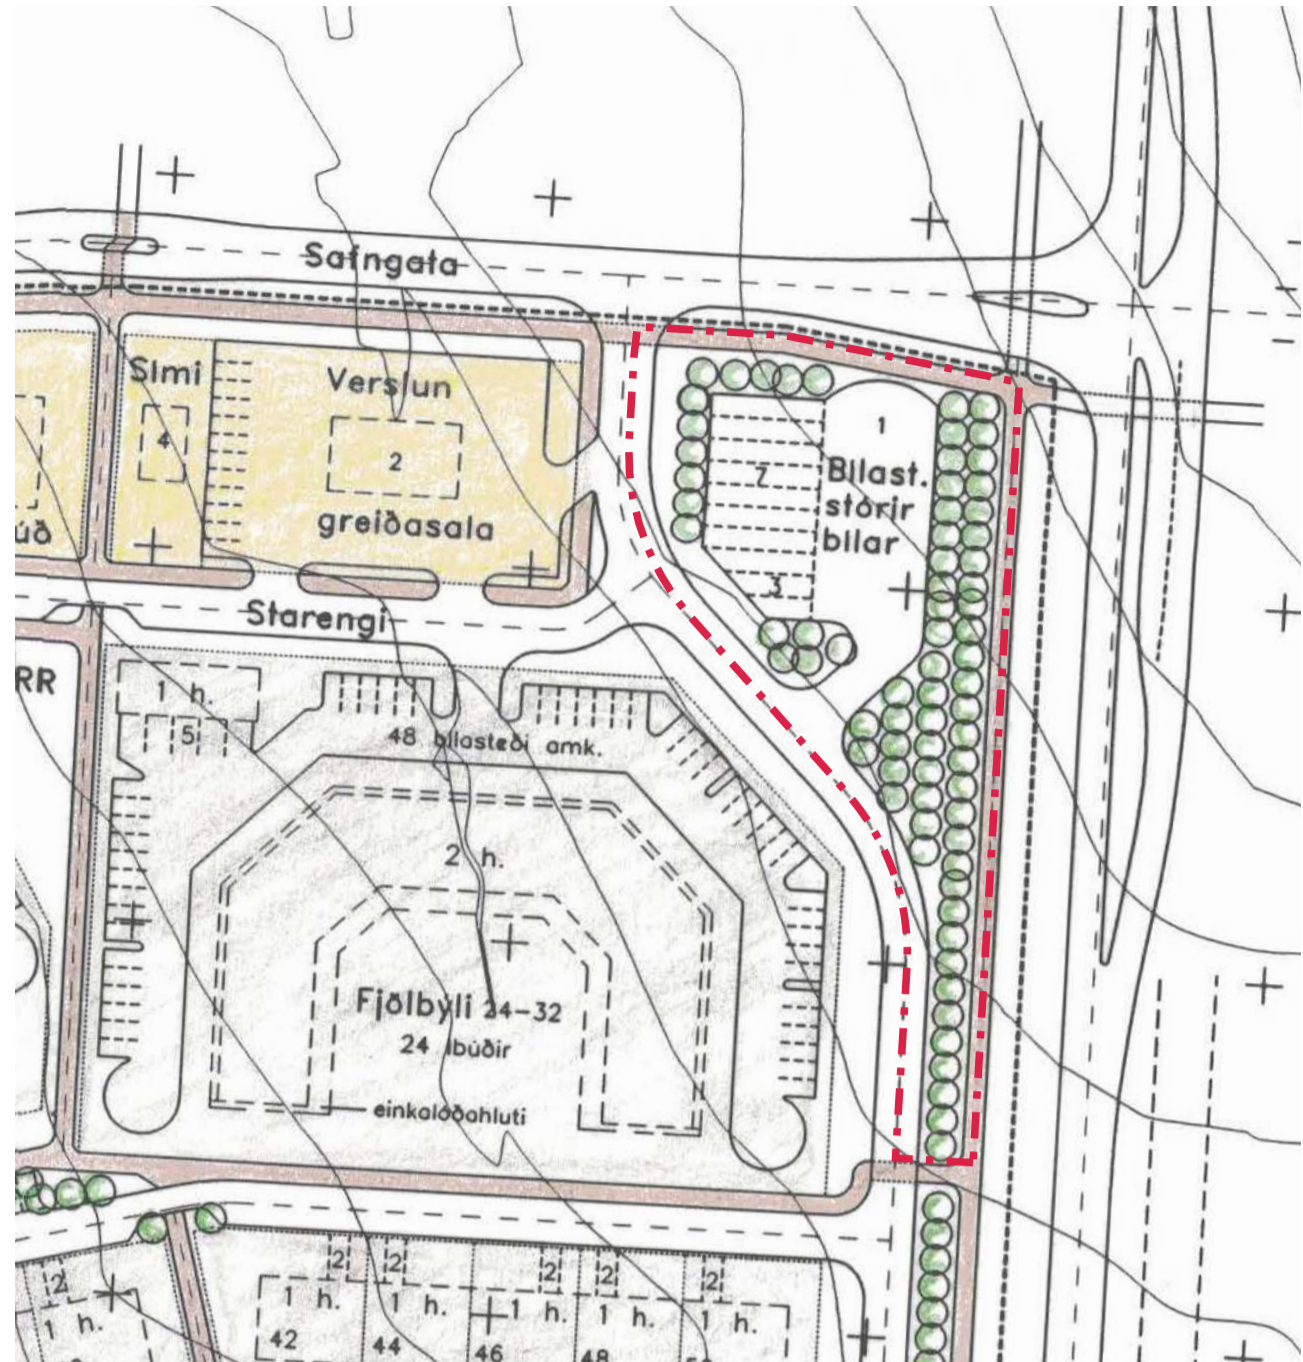 Safngata
Sími
Verslun
4
2
greiðasala
1
7
Bílast.
stórir
bílar
3
úð
Starengi
RR
1 h.
5
48 bílastæði amk.
2 h.
Fjölbýli 24-32
24 íbúðir
einkalóðahluti
2
2
2
2
2
2
1 h.
1 h.
1 h.
1 h.
1 h.
1 h.
42
44
46
48